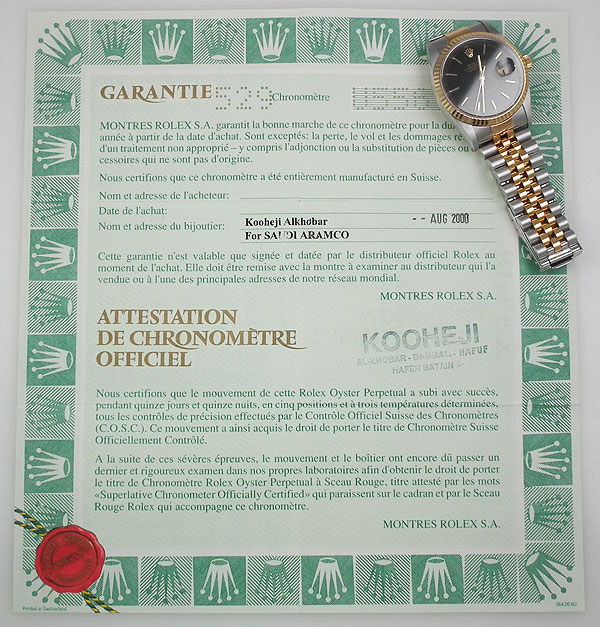 GARANTIE 529 Chronomètre
MONTRES ROLEX S.A. garantit la bonne marche de ce chronomètre pour la
année à partir de la date d'achat. Sont exceptés: la perte, le vol et les dommages
d'un traitement non approprié – y compris l'adjonction ou la substitution de pièces ou
cessoires qui ne sont pas d'origine.
Nous certifions que ce chronomètre a été entièrement manufacturé en Suisse.
Nom et adresse de l'acheteur:
Date de l'achat: -- AUG 2000
Nom et adresse du bijoutier: Kooheji Alkhobar
For SAUDI ARAMCO
Cette garantie n'est valable que signée et datée par le distributeur officiel Rolex au
moment de l'achat. Elle doit être remise avec la montre à examiner au distributeur qui l'a
vendue ou à l'une des principales adresses de notre réseau mondial.
MONTRES ROLEX S.A.
ATTESTATION
DE CHRONOMÈTRE
OFFICIEL
KOOHEJI
AL-KHOBAR - DAMMAM - HAFUF
HAFER BATAIN
Nous certifions que le mouvement de cette Rolex Oyster Perpetual a subi avec succès,
pendant quinze jours et quinze nuits, en cinq positions et à trois températures déterminées,
tous les contrôles de précision effectués par le Contrôle Officiel Suisse des Chronomètres
(C.O.S.C.). Ce mouvement a ainsi acquis le droit de porter le titre de Chronomètre Suisse
Officiellement Contrôlé.
A la suite de ces sévères épreuves, le mouvement et le boîtier ont encore dû passer un
dernier et rigoureux examen dans nos propres laboratoires afin d'obtenir le droit de porter
le titre de Chronomètre Rolex Oyster Perpetual à Sceau Rouge, titre attesté par les mots
«Superlative Chronometer Officially Certified» qui paraissent sur le cadran et par le Sceau
Rouge Rolex qui accompagne ce chronomètre.
MONTRES ROLEX S.A.
Printed in Switzerland